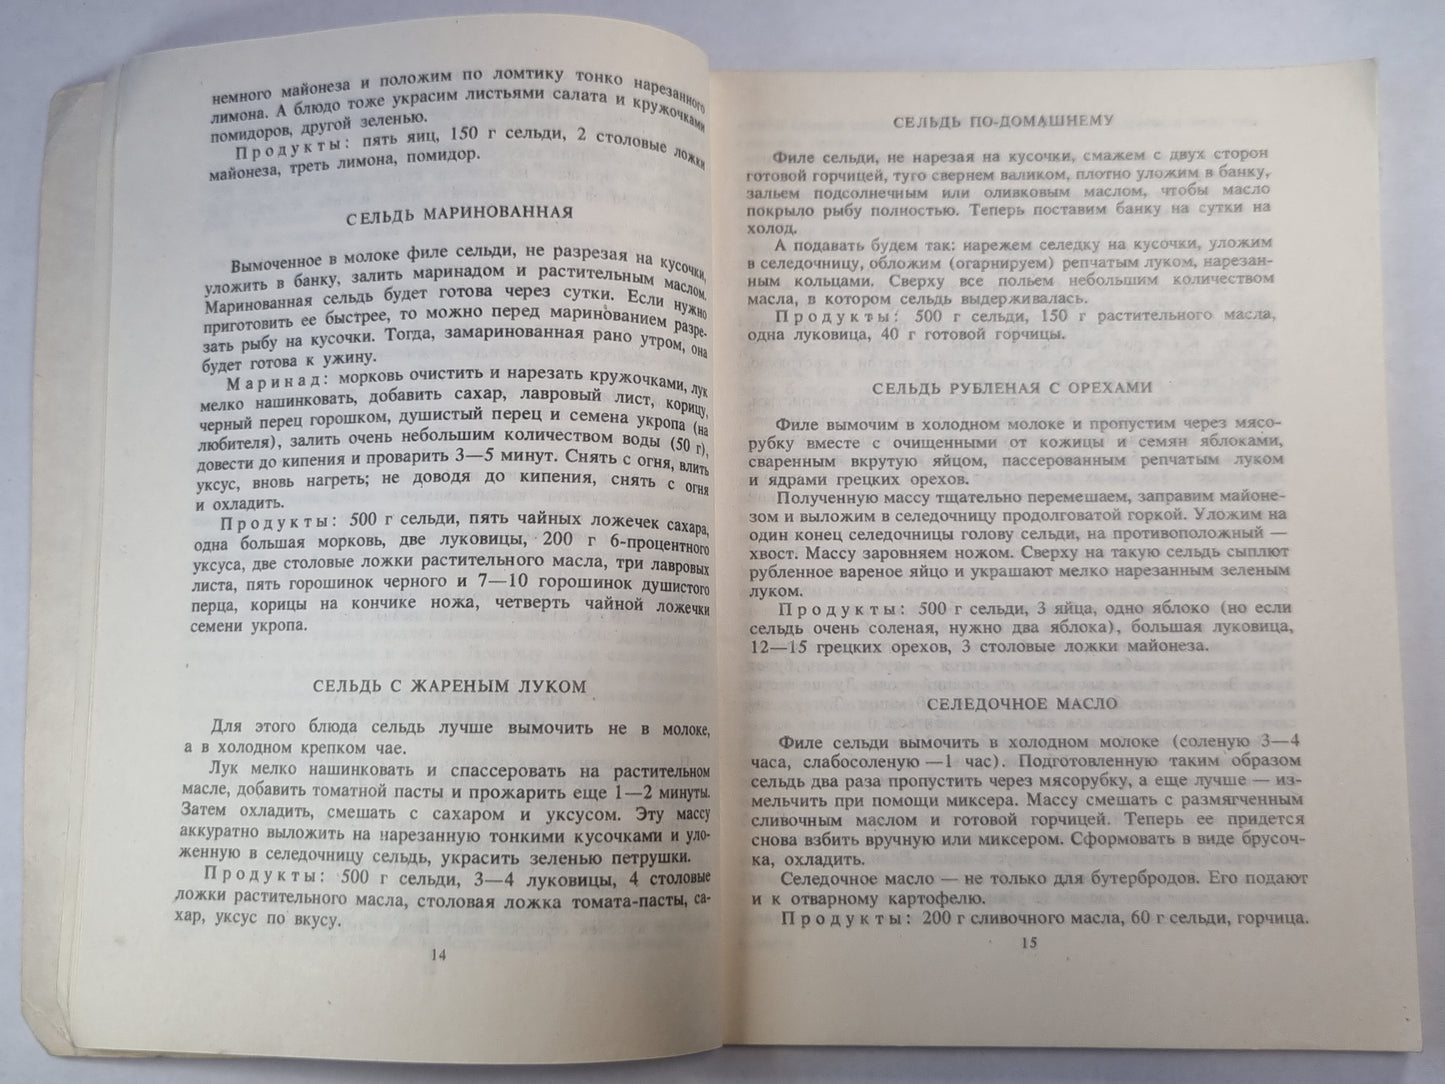 немного майонеза и положим по ломтику тонко нарезанного
лимона. А блюдо тоже украсим листьями салата и кружочками
помидоров, другой зеленью.
Продукты: пять яиц, 150 г сельди, 2 столовые ложки
майонеза, треть лимона, помидор.
СЕЛЬДЬ МАРИНОВАННАЯ
Вымоченное в молоке филе сельди, не разрезая на кусочки,
уложить в банку, залить маринадом и растительным маслом.
Маринованная сельдь будет готова через сутки. Если нужно
приготовить ее быстрее, то можно перед маринованием разре-
зать рыбу на кусочки. Тогда, замаринованная рано утром, она
будет готова к ужину.
Маринад: морковь очистить и нарезать кружочками, лук
мелко нашинковать, добавить сахар, лавровый лист, корицу,
черный перец горошком, душистый перец и семена укропа (на
любителя), залить очень небольшим количеством воды (50 г),
довести до кипения и проварить 3—5 минут. Снять с огня, влить
уксус, вновь нагреть; не доводя до кипения, снять с огня
и охладить.
Продукты: 500 г сельди, пять чайных ложечек сахара,
одна большая морковь, две луковицы, 200 г 6-процентного
уксуса, две столовые ложки растительного масла, три лавровых
листа, пять горошинок черного и 7—10 горошинок душистого
перца, корицы на кончике ножа, четверть чайной ложечки
семени укропа.
СЕЛЬДЬ С ЖАРЕНЫМ ЛУКОМ
Для этого блюда сельдь лучше вымочить не в молоке,
а в холодном крепком чае.
Лук мелко нашинковать и спассеровать на растительном
масле, добавить томатной пасты и прожарить еще 1—2 минуты.
Затем охладить, смешать с сахаром и уксусом. Эту массу
аккуратно выложить на нарезанную тонкими кусочками и уло-
женную в селедочницу сельдь, украсить зеленью петрушки.
Продукты: 500 г сельди, 3—4 луковицы, 4 столовые
ложки растительного масла, столовая ложка томата-пасты, са-
хар, уксус по вкусу.
14
СЕЛЬДЬ ПО-ДОМАШНЕМУ
Филе сельди, не нарезая на кусочки, смажем с двух сторон
готовой горчицей, туго свернем валиком, плотно уложим в банку,
зальем подсолнечным или оливковым маслом, чтобы масло
покрыло рыбу полностью. Теперь поставим банку на сутки на
холод.
А подавать будем так: нарежем селедку на кусочки, уложим
в селедочницу, обложим (огарнируем) репчатым луком, нарезан-
ным кольцами. Сверху все польем небольшим количеством
масла, в котором сельдь выдерживалась.
Продукты: 500 г сельди, 150 г растительного масла,
одна луковица, 40 г готовой горчицы.
СЕЛЬДЬ РУБЛЕНАЯ С ОРЕХАМИ
Филе вымочим в холодном молоке и пропустим через мясо-
рубку вместе с очищенными от кожицы и семян яблоками,
сваренным вкрутую яйцом, пассерованным репчатым луком
и ядрами грецких орехов.
Полученную массу тщательно перемешаем, заправим майоне-
зом и выложим в селедочницу продолговатой горкой. Уложим на
один конец селедочницы голову сельди, на противоположный —
хвост. Массу заровняем ножом. Сверху на такую сельдь сыплют
рубленное вареное яйцо и украшают мелко нарезанным зеленым
луком.
Продукты: 500 г сельди, 3 яйца, одно яблоко (но если
сельдь очень соленая, нужно два яблока), большая луковица,
12—15 грецких орехов, 3 столовые ложки майонеза.
СЕЛЕДОЧНОЕ МАСЛО
Филе сельди вымочить в холодном молоке (соленую 3—4
часа, слабосоленую —1 час). Подготовленную таким образом
сельдь два раза пропустить через мясорубку, а еще лучше — из-
мельчить при помощи миксера. Массу смешать с размягченным
сливочным маслом и готовой горчицей. Теперь ее придется
снова взбить вручную или миксером. Сформовать в виде брусоч-
ка, охладить.
Селедочное масло — не только для бутербродов. Его подают
и к отварному картофелю.
Продукты: 200 г сливочного масла, 60 г сельди, горчица.
15